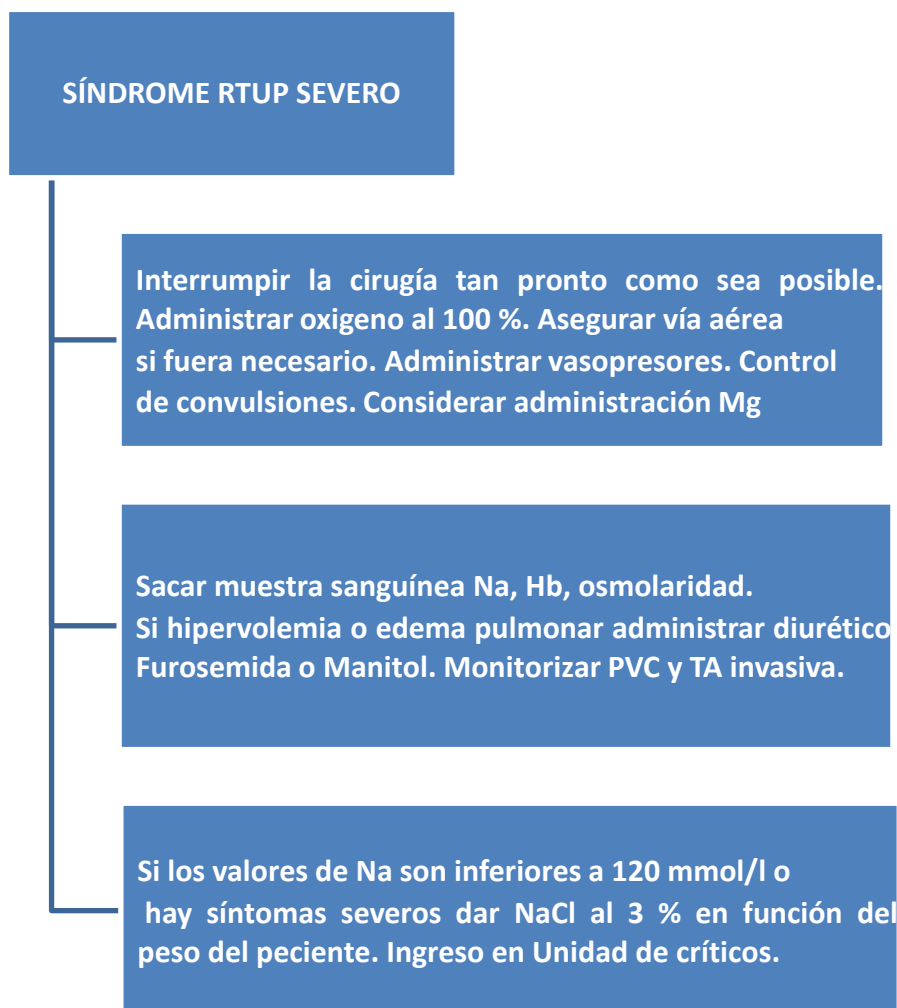 SÍNDROME RTUP SEVERO
Interrumpir la cirugía tan pronto como sea posible.
Administrar oxigeno al 100 %. Asegurar vía aérea
si fuera necesario. Administrar vasopresores. Control
de convulsiones. Considerar administración Mg
Sacar muestra sanguínea Na, Hb, osmolaridad.
Si hipervolemia o edema pulmonar administrar diurético
Furosemida o Manitol. Monitorizar PVC y TA invasiva.
Si los valores de Na son inferiores a 120 mmol/l o
hay síntomas severos dar NaCl al 3 % en función del
peso del peciente. Ingreso en Unidad de críticos.